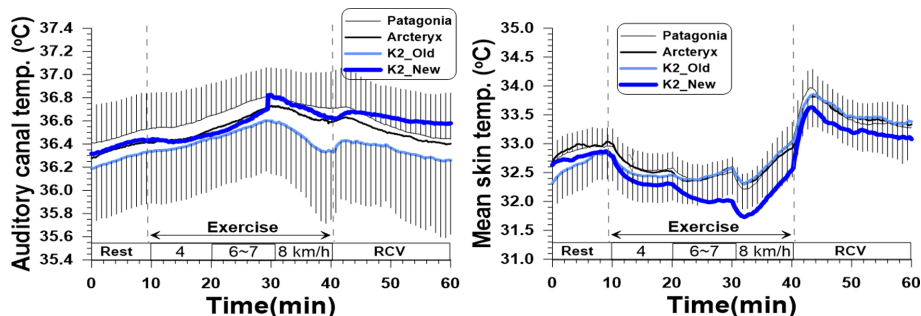 Auditory canal temp. (ºC)
37.4
37.2
37.0
36.8
36.6
36.4
36.2
36.0
35.8
35.6
35.4
Patagonia
Arcteryx
K2_Old
K2_New
Exercise
Rest 4 6~7 8 km/h RCV
0 10 20 30 40 50 60
Time(min)
Mean skin temp. (ºC)
35.0
34.5
34.0
33.5
33.0
32.5
32.0
31.5
31.0
Patagonia
Arcteryx
K2_Old
K2_New
Exercise
Rest 4 6~7 8 km/h RCV
0 10 20 30 40 50 60
Time(min)